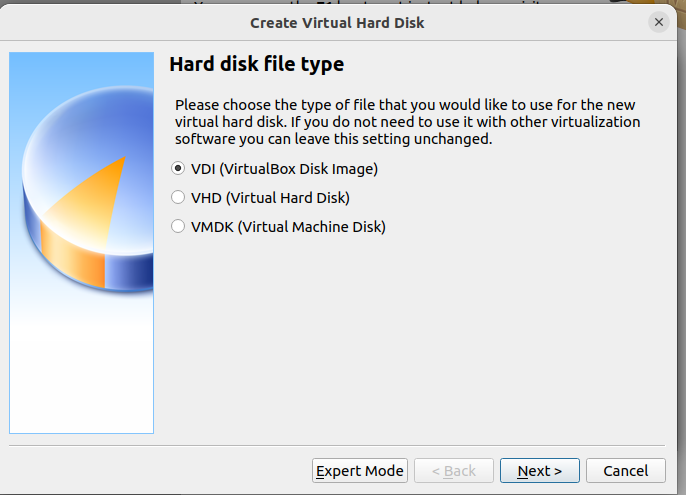 Create Virtual Hard Disk
Hard disk file type
Please choose the type of file that you would like to use for the new
virtual hard disk. If you do not need to use it with other virtualization
software you can leave this setting unchanged.
VDI (VirtualBox Disk Image)
VHD (Virtual Hard Disk)
VMDK (Virtual Machine Disk)
Expert Mode
< Back
Next >
Cancel